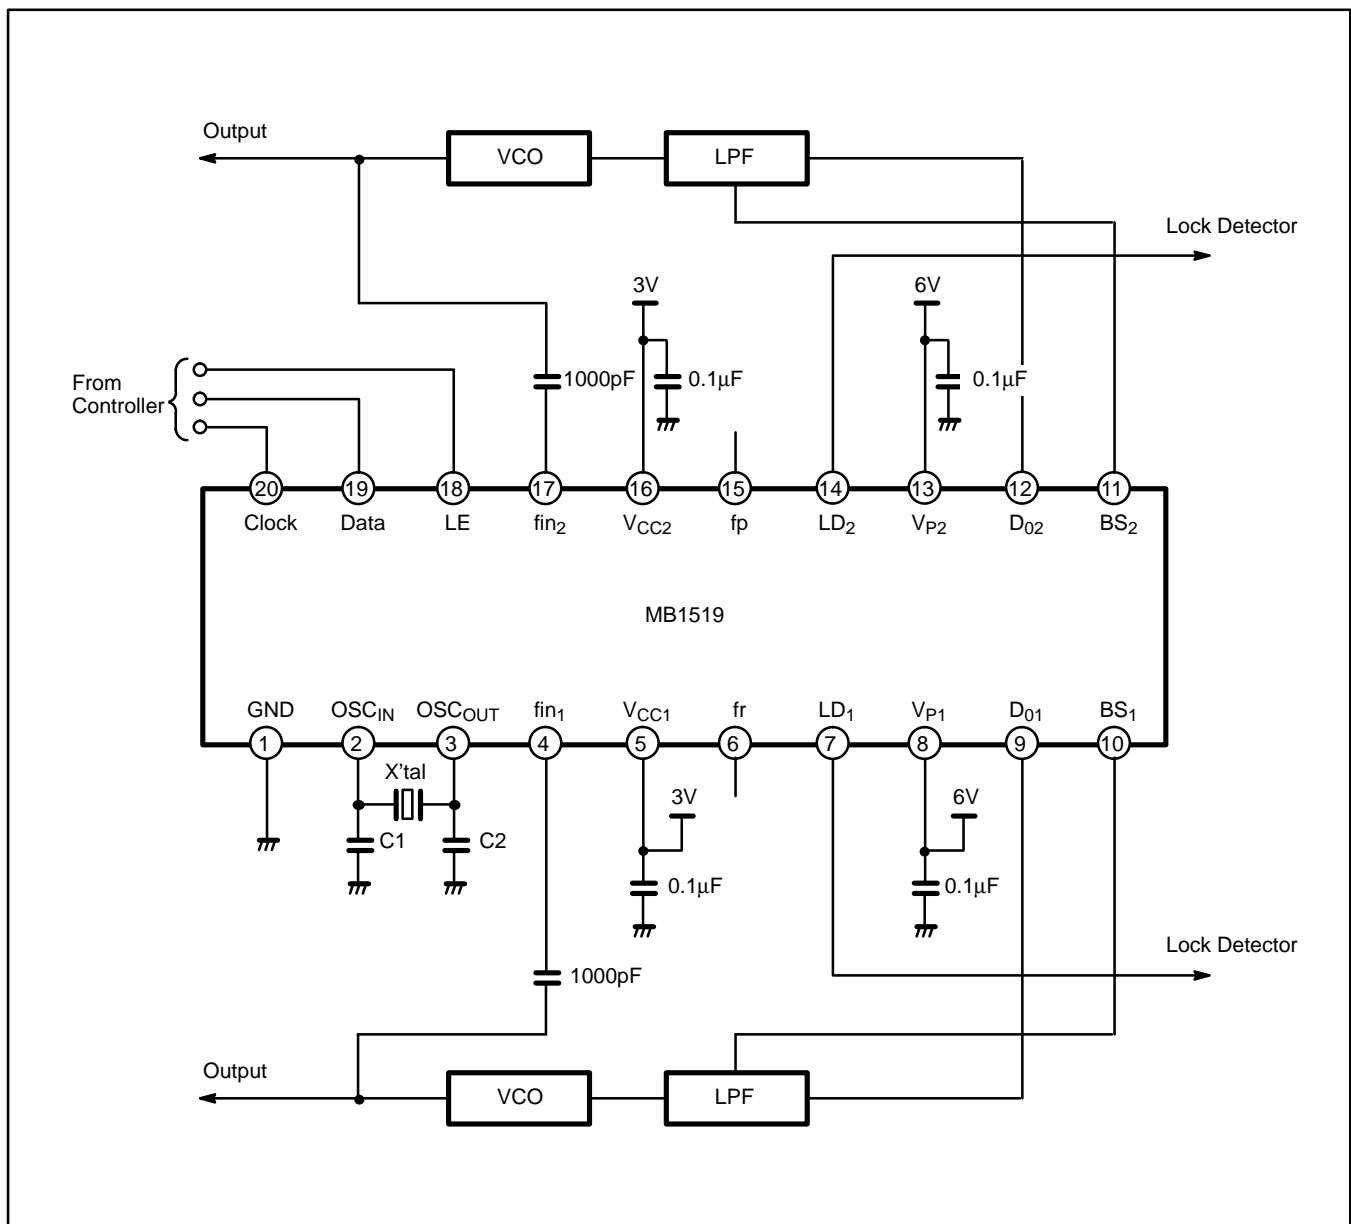 Output
VCO
LPF
Lock Detector
3V
6V
From
Controller
1000pF
0.1µF
0.1µF
20 19 18 17 16 15 14 13 12 11
Clock Data LE fin2 VCC2 fp LD2 VP2 D02 BS2
MB1519
GND OSCIN OSCOUT fin1 VCC1 fr LD1 VP1 D01 BS1
1 2 3 4 5 6 7 8 9 10
X'tal
3V
6V
C1
C2
0.1µF
0.1µF
Lock Detector
1000pF
Output
VCO
LPF